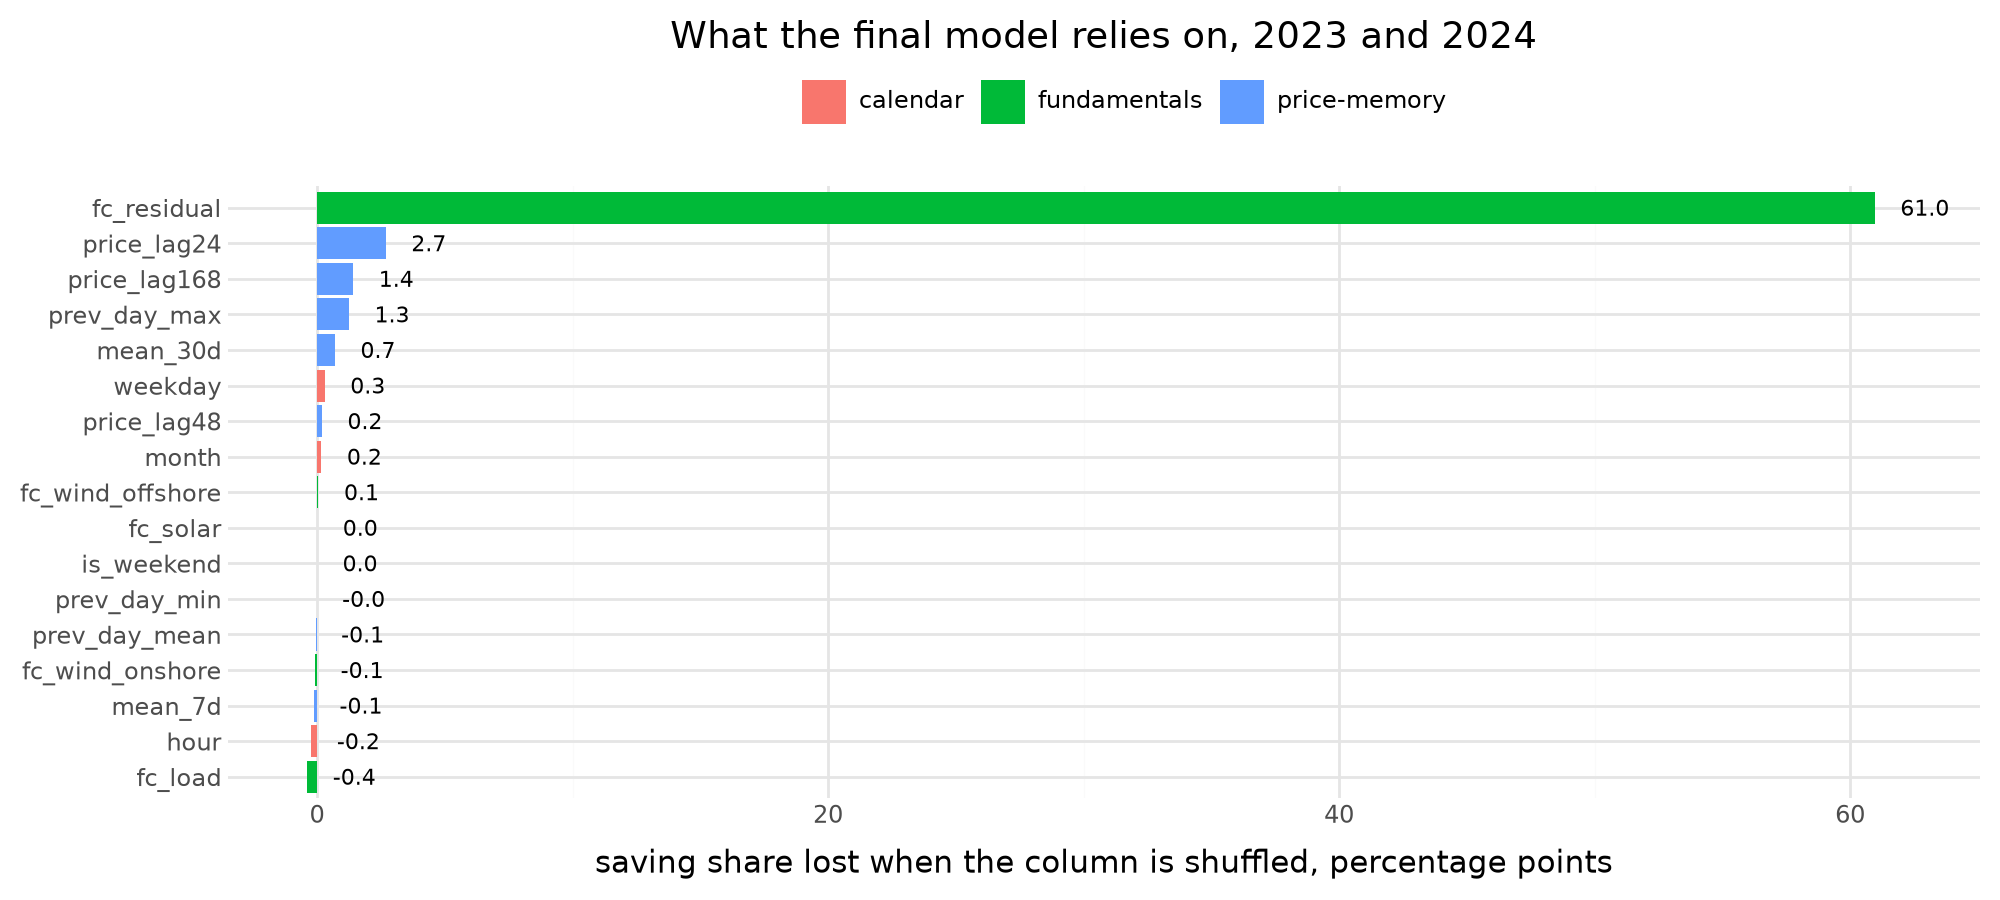 What the final model relies on, 2023 and 2024
calendar fundamentals price-memory
fc_residual 61.0
price_lag24 2.7
price_lag168 1.4
prev_day_max 1.3
mean_30d 0.7
weekday 0.3
price_lag48 0.2
month 0.2
fc_wind_offshore 0.1
fc_solar 0.0
is_weekend 0.0
prev_day_min -0.0
prev_day_mean -0.1
fc_wind_onshore -0.1
mean_7d -0.1
hour -0.2
fc_load -0.4
0 20 40 60
saving share lost when the column is shuffled, percentage points